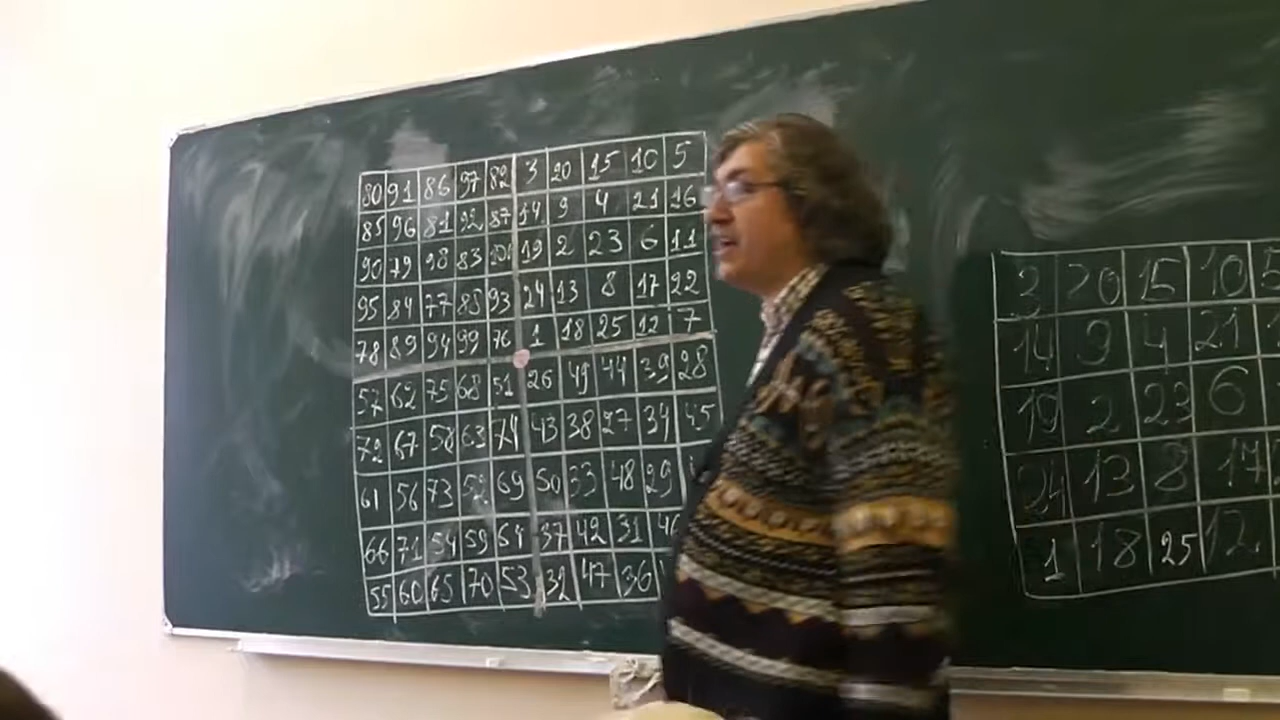 80 91 86 97 82 3 20 15 10 5
85 96 81 92 87 14 9 4 21 16
90 79 98 83 100 19 2 23 6 11
95 84 77 85 93 24 13 8 17 22
78 89 94 99 76 1 18 25 12 7
57 62 75 68 51 26 49 44 39 28
72 67 58 63 74 43 38 27 34 45
61 56 73 52 69 50 33 48 29
66 71 54 59 64 37 42 31 46
55 60 65 70 53 32 47 36
3 20 15 10 5
14 9 4 21
19 2 23 6
24 13 8 17
1 18 25 12